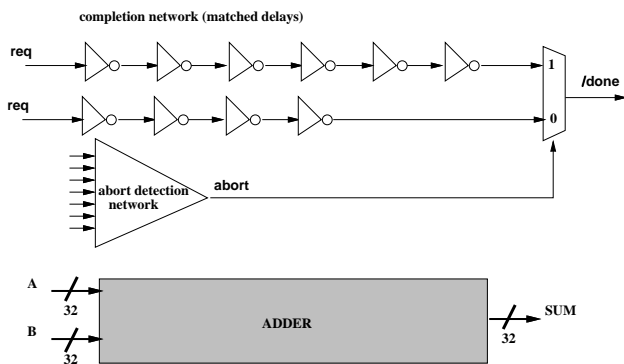 completion network (matched delays)
req
1
/done
req
0
abort detection
network
abort
A
32
ADDER
SUM
32
B
32